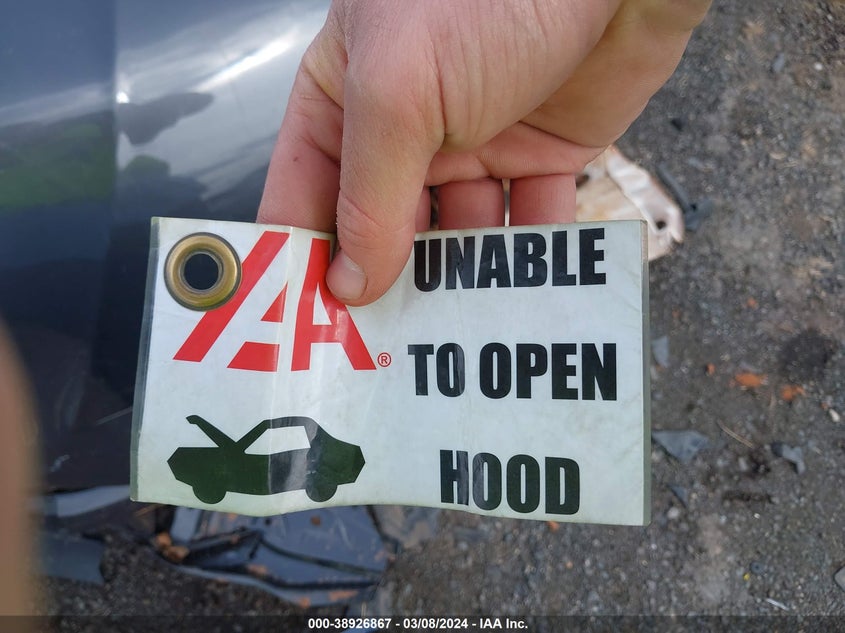 IAA®
UNABLE
TO OPEN
HOOD
000-38926867 - 03/08/2024 - IAA Inc.